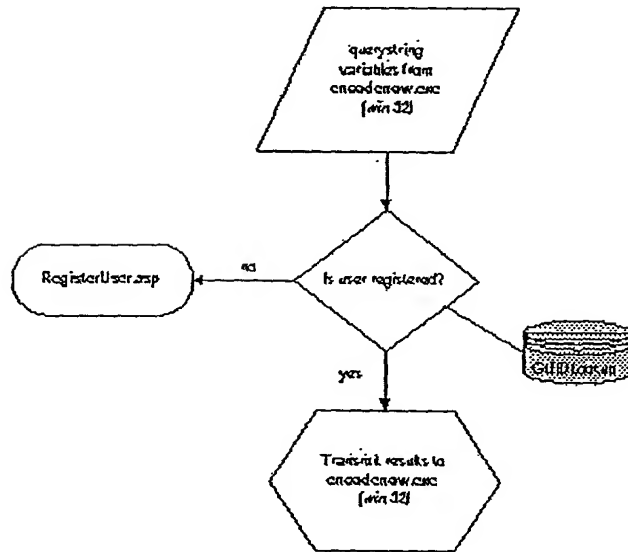 querystring
variables from
encodenow.exe
(win 32)
Is user registered?
no
RegisterUser.asp
yes
Transmit results to
encodenow.exe
(win 32)